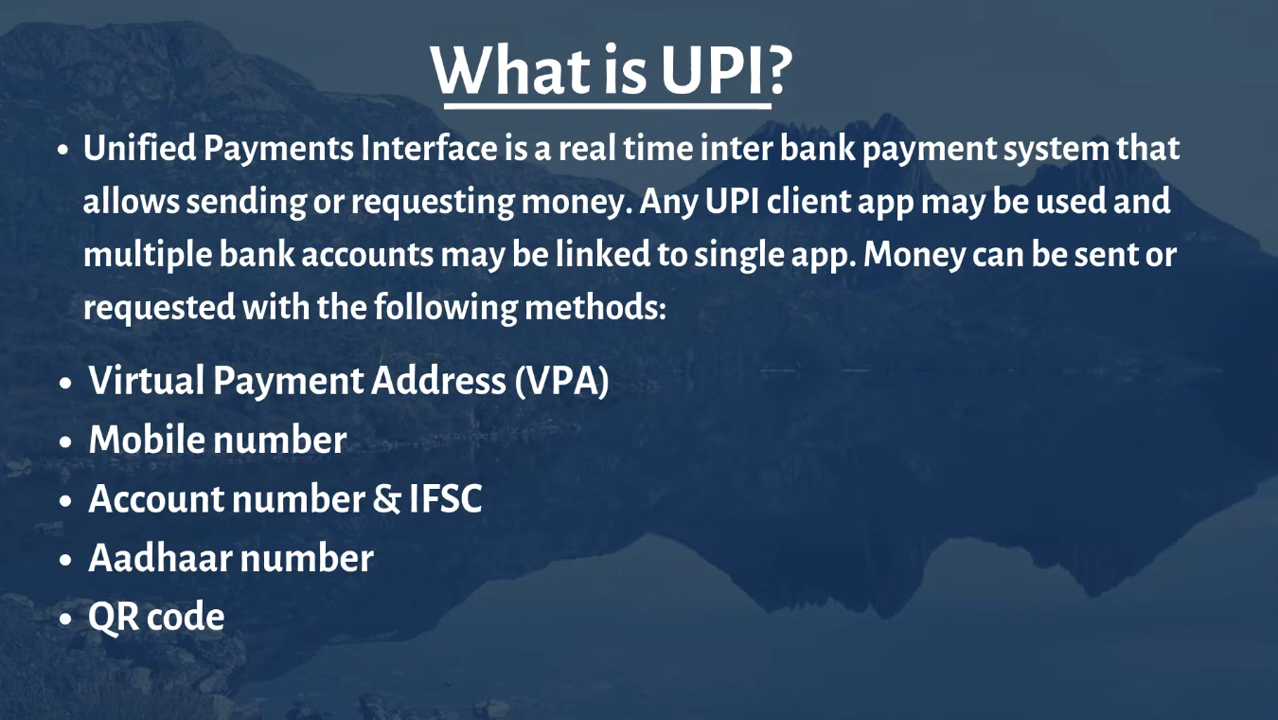 What is UPI?
• Unified Payments Interface is a real time inter bank payment system that
allows sending or requesting money. Any UPI client app may be used and
multiple bank accounts may be linked to single app. Money can be sent or
requested with the following methods:
• Virtual Payment Address (VPA)
• Mobile number
• Account number & IFSC
• Aadhaar number
• QR code